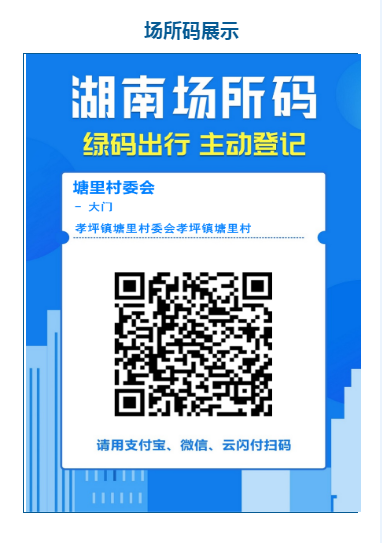 场所码展示
湖南场所码
绿码出行 主动登记
塘里村委会
- 大门
孝坪镇塘里村委会孝坪镇塘里村
请用支付宝、微信、云闪付扫码